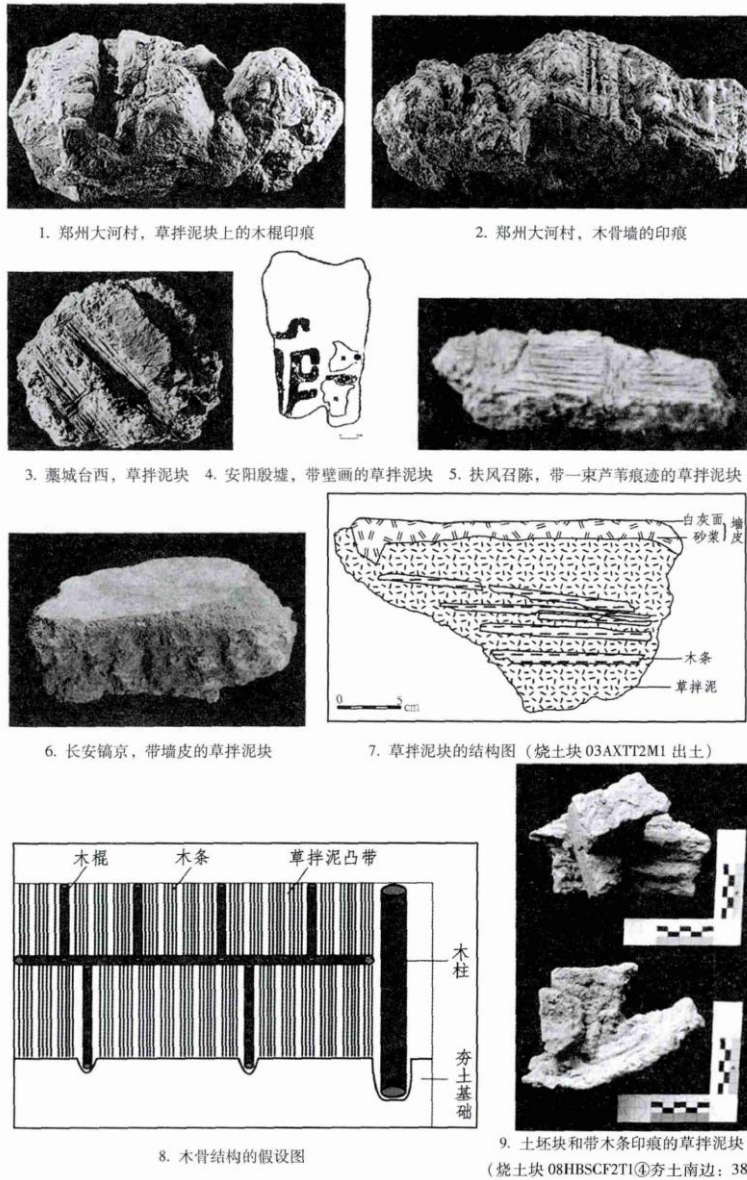 1. 郑州大河村，草拌泥块上的木棍印痕
2. 郑州大河村，木骨墙的印痕
3. 藁城台西，草拌泥块
4. 安阳殷墟，带壁画的草拌泥块
5. 扶风召陈，带一束芦苇痕迹的草拌泥块
白灰面
砂浆
墙皮
木条
草拌泥
0 5 cm
6. 长安镐京，带墙皮的草拌泥块
7. 草拌泥块的结构图（烧土块 03AXTT2M1 出土）
木棍
木条
草拌泥凸带
木柱
夯土基础
8. 木骨结构的假设图
9. 土坯块和带木条印痕的草拌泥块
（烧土块 08HBSCF2T1④夯土南边：38